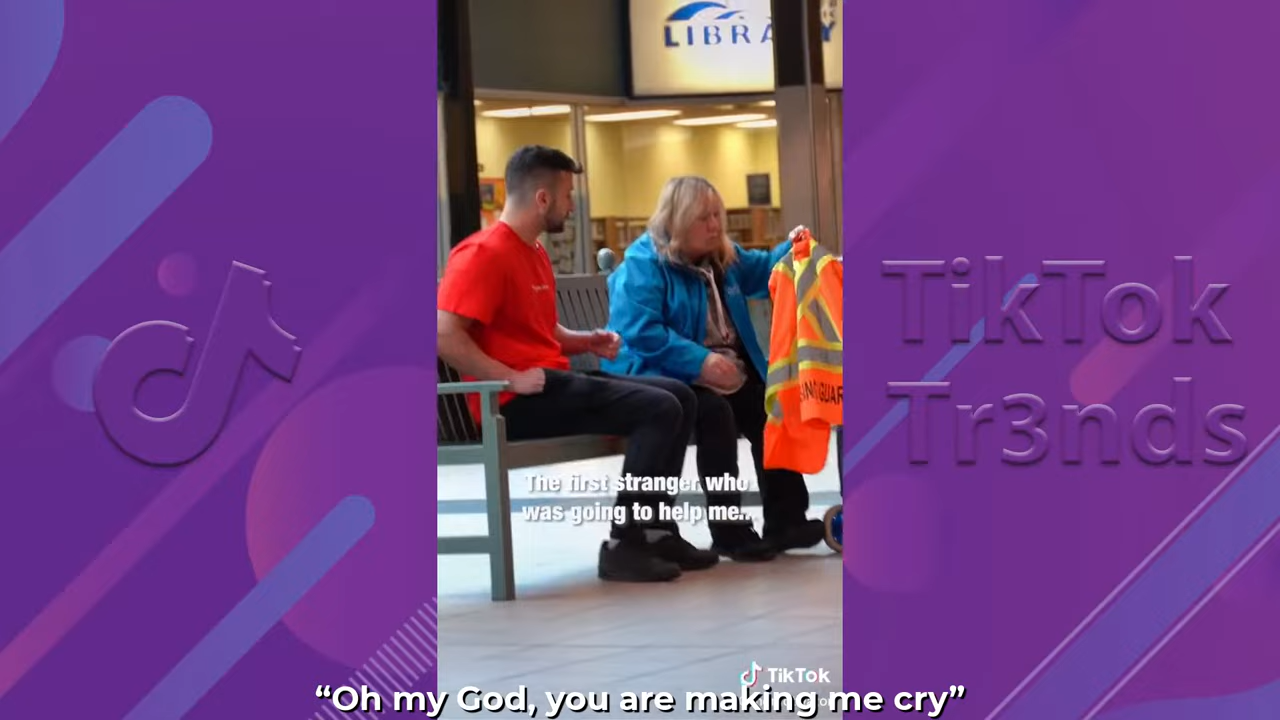 LIBRA Y
TikTok
Tr3nds
GUAR
The first stranger who
was going to help me..
TikTok
“Oh my God, you are making me cry”